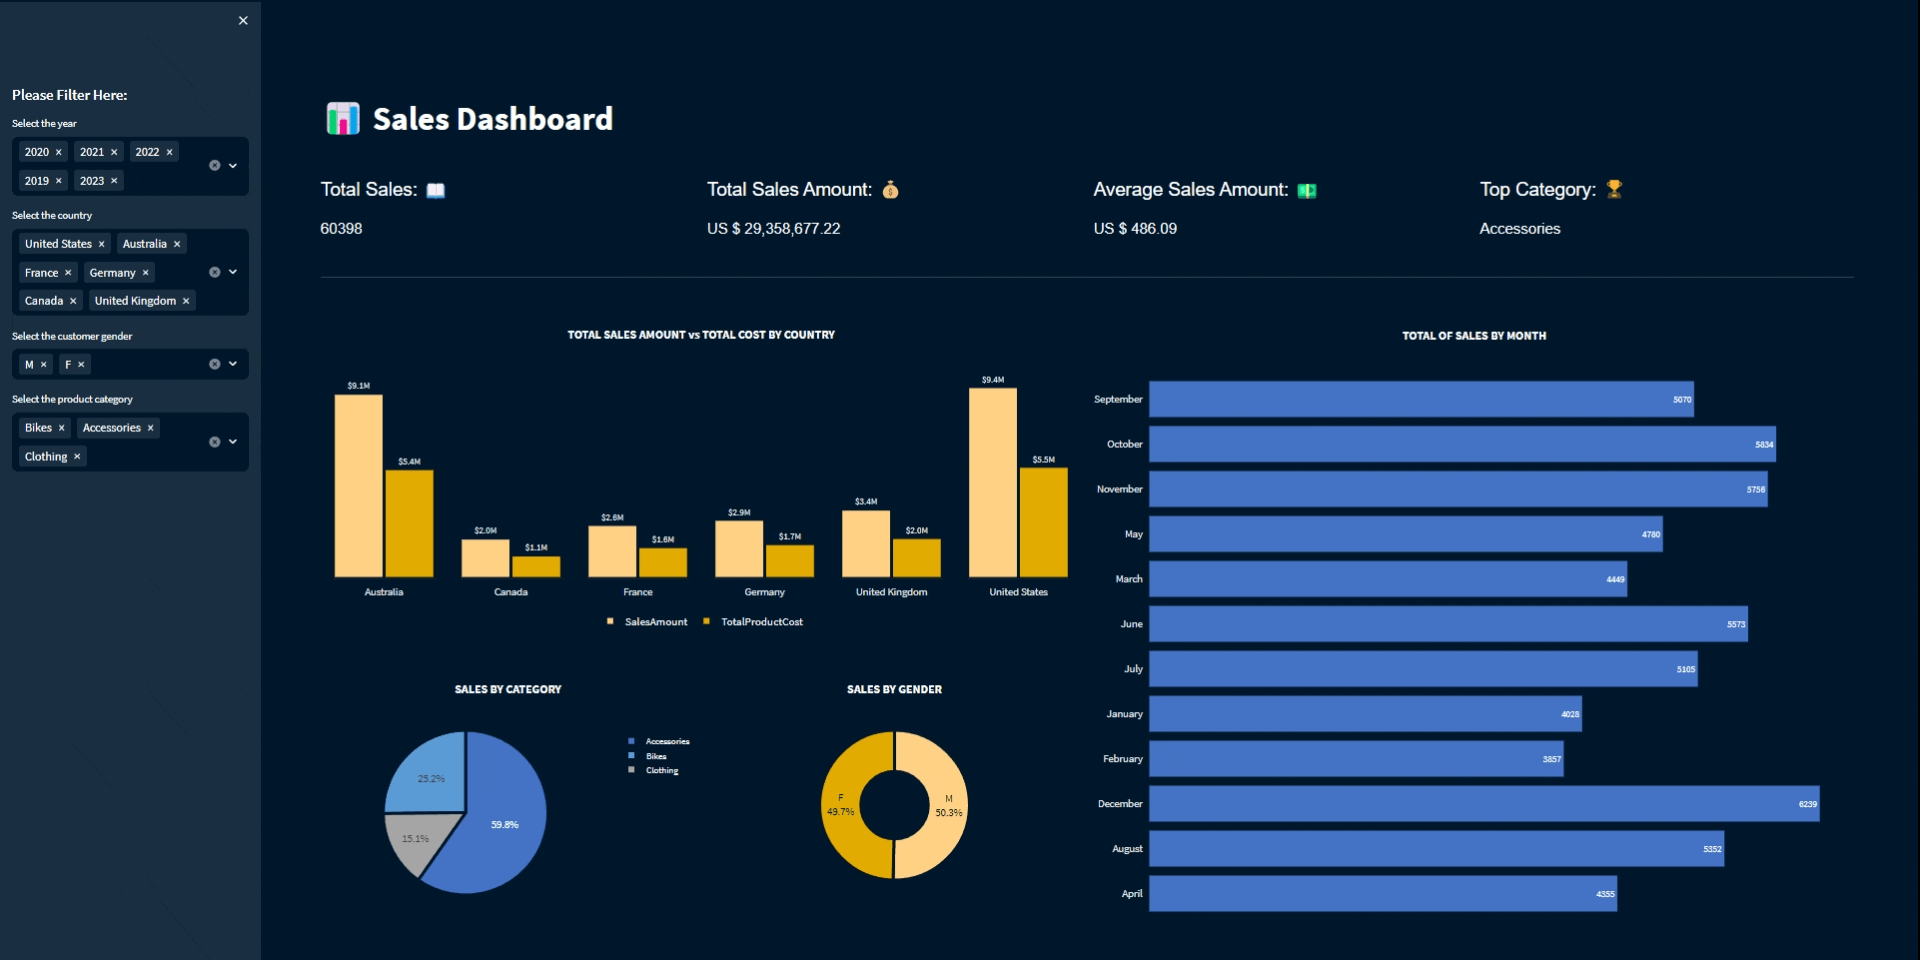 ×
Please Filter Here:
Select the year
2020 × 2021 × 2022 ×
2019 × 2023 ×
Select the country
United States × Australia ×
France × Germany ×
Canada × United Kingdom ×
Select the customer gender
M × F ×
Select the product category
Bikes × Accessories ×
Clothing ×
Sales Dashboard
Total Sales:
60398
Total Sales Amount:
US $ 29,358,677.22
Average Sales Amount:
US $ 486.09
Top Category:
Accessories
TOTAL SALES AMOUNT vs TOTAL COST BY COUNTRY
$9.1M
$5.4M
$2.0M
$1.1M
$2.6M
$1.6M
$2.9M
$1.7M
$3.4M
$2.0M
$9.4M
$5.5M
Australia Canada France Germany United Kingdom United States
SalesAmount TotalProductCost
SALES BY CATEGORY
25.2%
59.8%
15.1%
Accessories
Bikes
Clothing
SALES BY GENDER
F
49.7%
M
50.3%
TOTAL OF SALES BY MONTH
September 5070
October 5834
November 5756
May 4780
March 4449
June 5573
July 5105
January 4028
February 3857
December 6239
August 5352
April 4355